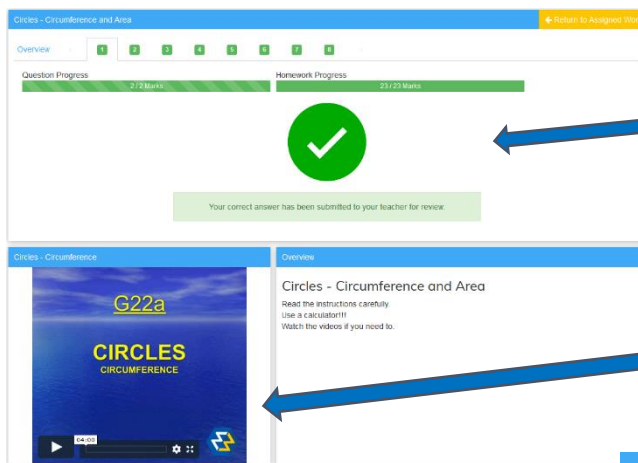 Circles - Circumference and Area
Return to Assigned Wor
Overview 1 2 3 4 5 6 7 8
Question Progress
2 / 2 Marks
Homework Progress
23 / 23 Marks
Your correct answer has been submitted to your teacher for review.
Circles - Circumference
G22a
CIRCLES
CIRCUMFERENCE
04:00
Overview
Circles - Circumference and Area
Read the instructions carefully.
Use a calculator!!!
Watch the videos if you need to.